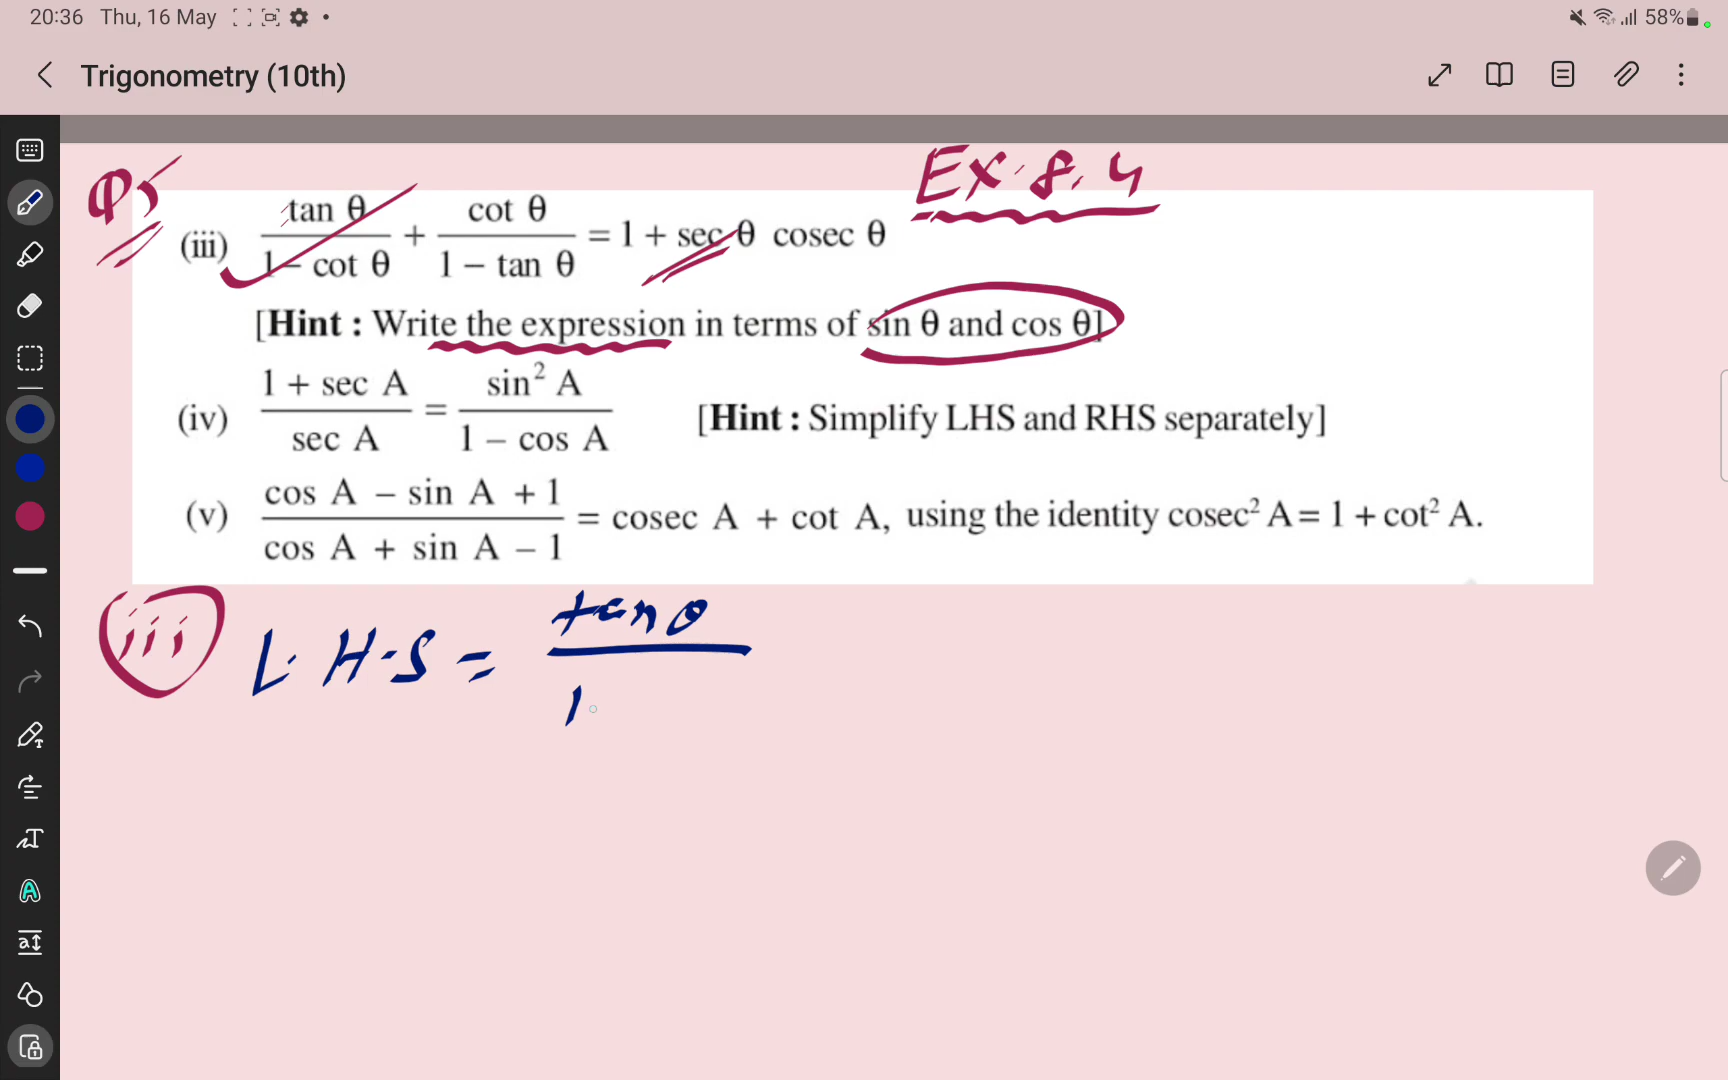 20:36 Thu, 16 May 58%
Trigonometry (10th)
Q5 Ex. 8.4
(iii) tan θ / 1 − cot θ + cot θ / 1 − tan θ = 1 + sec θ cosec θ
[Hint : Write the expression in terms of sin θ and cos θ]
(iv) 1 + sec A / sec A = sin² A / 1 − cos A [Hint : Simplify LHS and RHS separately]
(v) cos A − sin A + 1 / cos A + sin A − 1 = cosec A + cot A, using the identity cosec² A = 1 + cot² A.
iii L.H.S = tan θ / 1